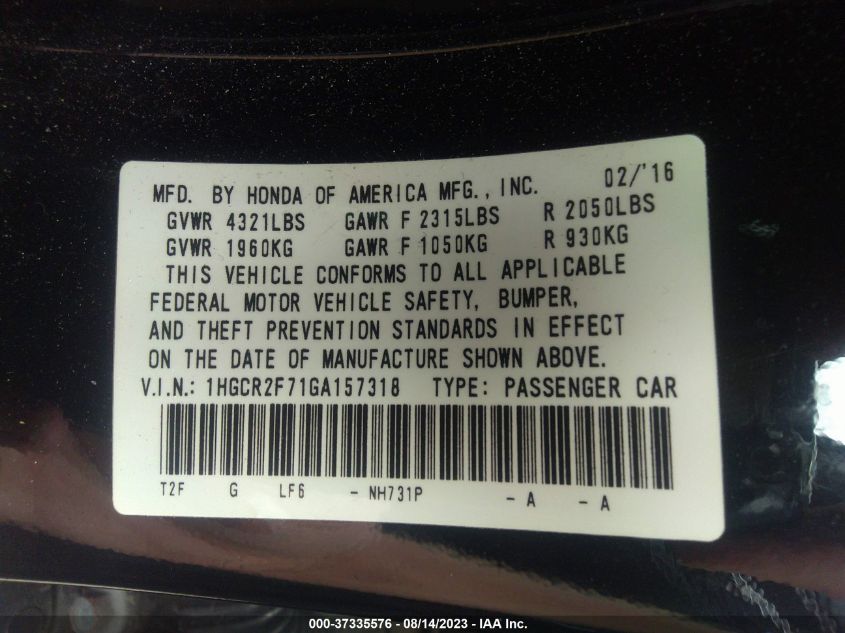 MFD. BY HONDA OF AMERICA MFG., INC. 02/'16
GVWR 4321LBS GAWR F 2315LBS R 2050LBS
GVWR 1960KG GAWR F 1050KG R 930KG
THIS VEHICLE CONFORMS TO ALL APPLICABLE
FEDERAL MOTOR VEHICLE SAFETY, BUMPER,
AND THEFT PREVENTION STANDARDS IN EFFECT
ON THE DATE OF MANUFACTURE SHOWN ABOVE.
V.I.N.: 1HGCR2F71GA157318 TYPE: PASSENGER CAR
T2F G LF6 - NH731P - A - A
000-37335576 - 08/14/2023 - IAA Inc.